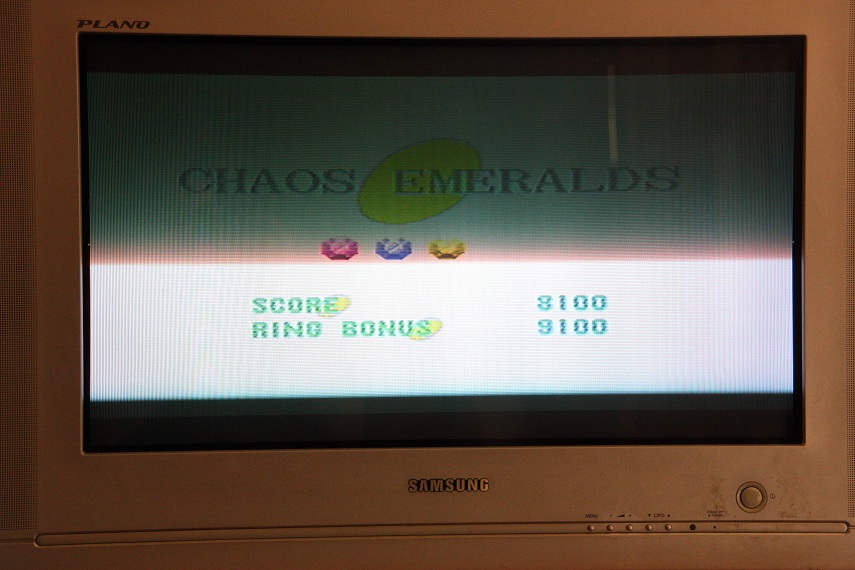 PLANO
CHAOS EMERALDS
SCORE 8100
RING BONUS 9100
SAMSUNG
MENU